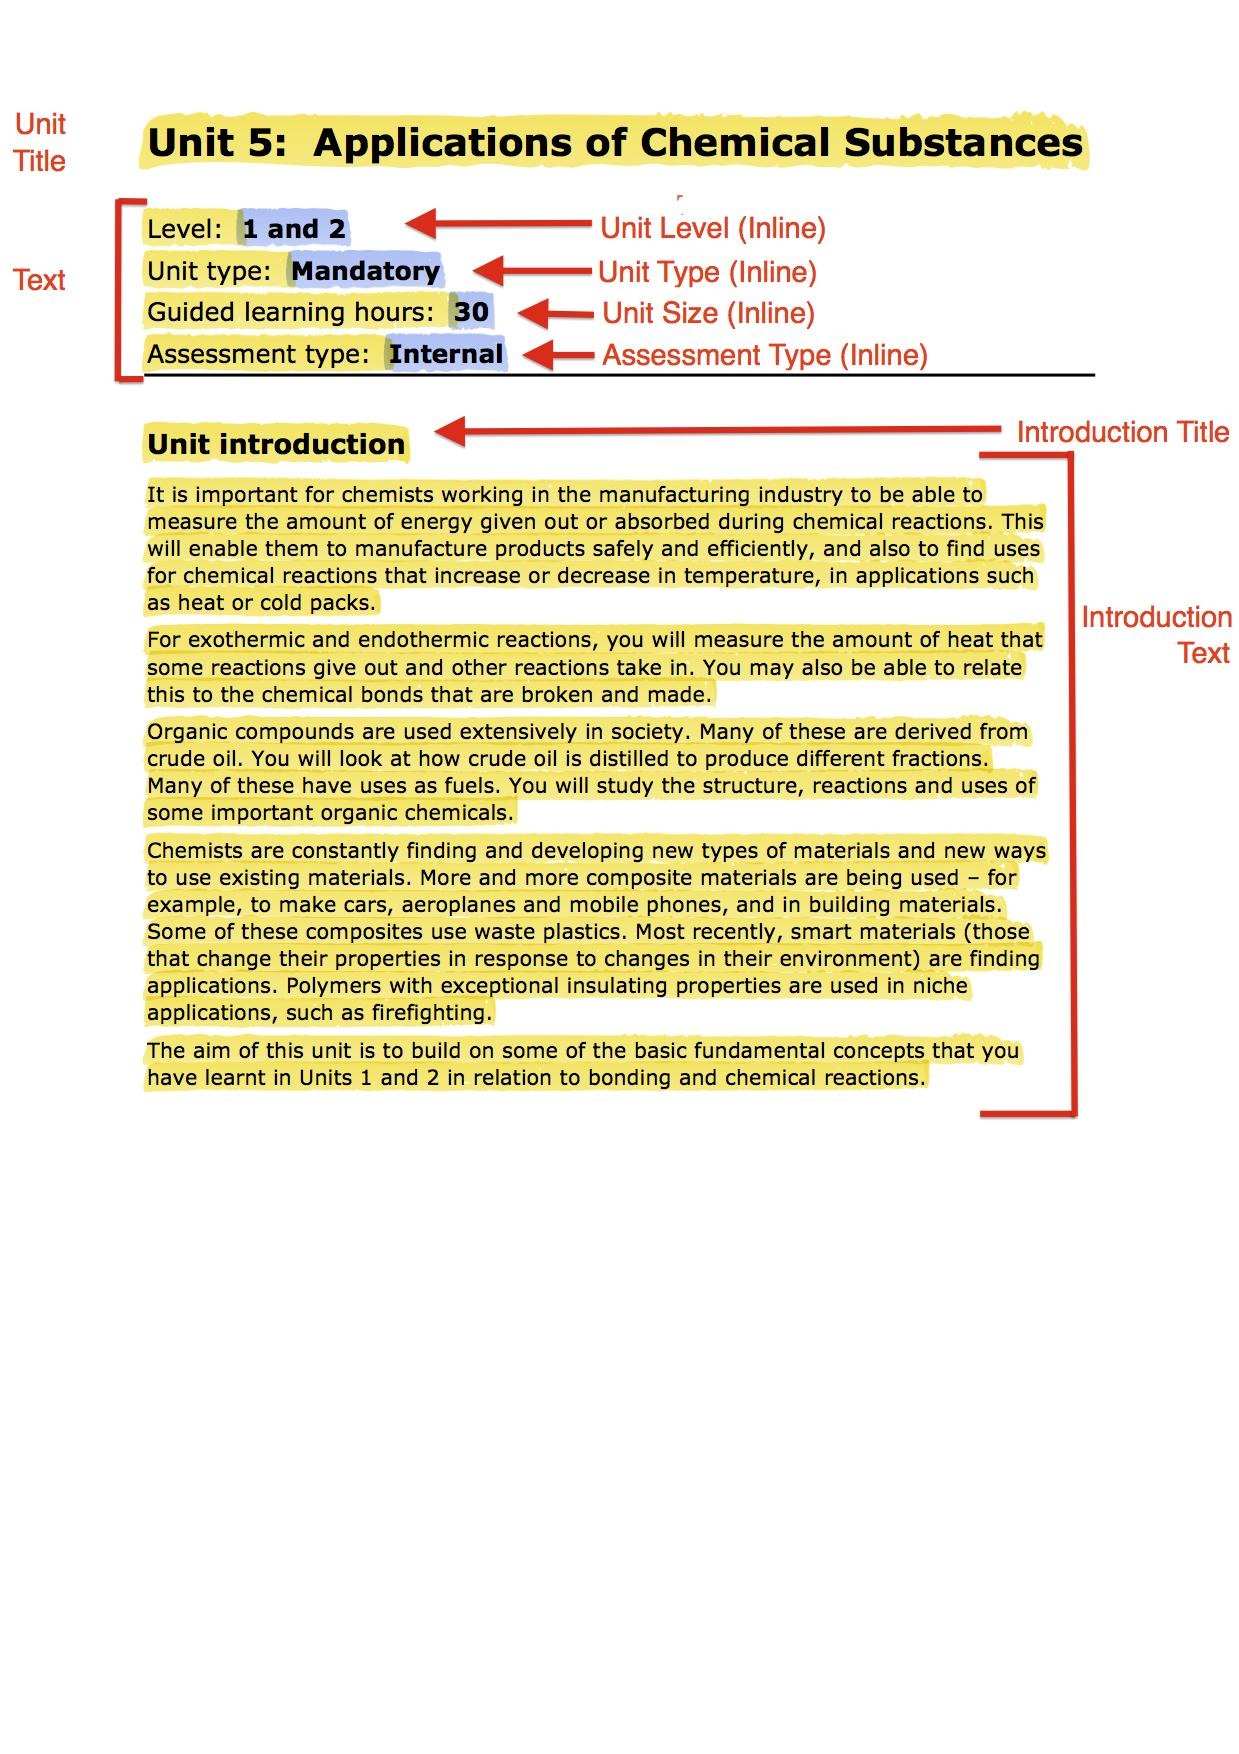 Unit
Title
Unit 5:  Applications of Chemical Substances
Text
Level:  1 and 2
Unit Level (Inline)
Unit type:  Mandatory
Unit Type (Inline)
Guided learning hours:  30
Unit Size (Inline)
Assessment type:  Internal
Assessment Type (Inline)
Unit introduction
Introduction Title
It is important for chemists working in the manufacturing industry to be able to
measure the amount of energy given out or absorbed during chemical reactions. This
will enable them to manufacture products safely and efficiently, and also to find uses
for chemical reactions that increase or decrease in temperature, in applications such
as heat or cold packs.
Introduction
Text
For exothermic and endothermic reactions, you will measure the amount of heat that
some reactions give out and other reactions take in. You may also be able to relate
this to the chemical bonds that are broken and made.
Organic compounds are used extensively in society. Many of these are derived from
crude oil. You will look at how crude oil is distilled to produce different fractions.
Many of these have uses as fuels. You will study the structure, reactions and uses of
some important organic chemicals.
Chemists are constantly finding and developing new types of materials and new ways
to use existing materials. More and more composite materials are being used – for
example, to make cars, aeroplanes and mobile phones, and in building materials.
Some of these composites use waste plastics. Most recently, smart materials (those
that change their properties in response to changes in their environment) are finding
applications. Polymers with exceptional insulating properties are used in niche
applications, such as firefighting.
The aim of this unit is to build on some of the basic fundamental concepts that you
have learnt in Units 1 and 2 in relation to bonding and chemical reactions.